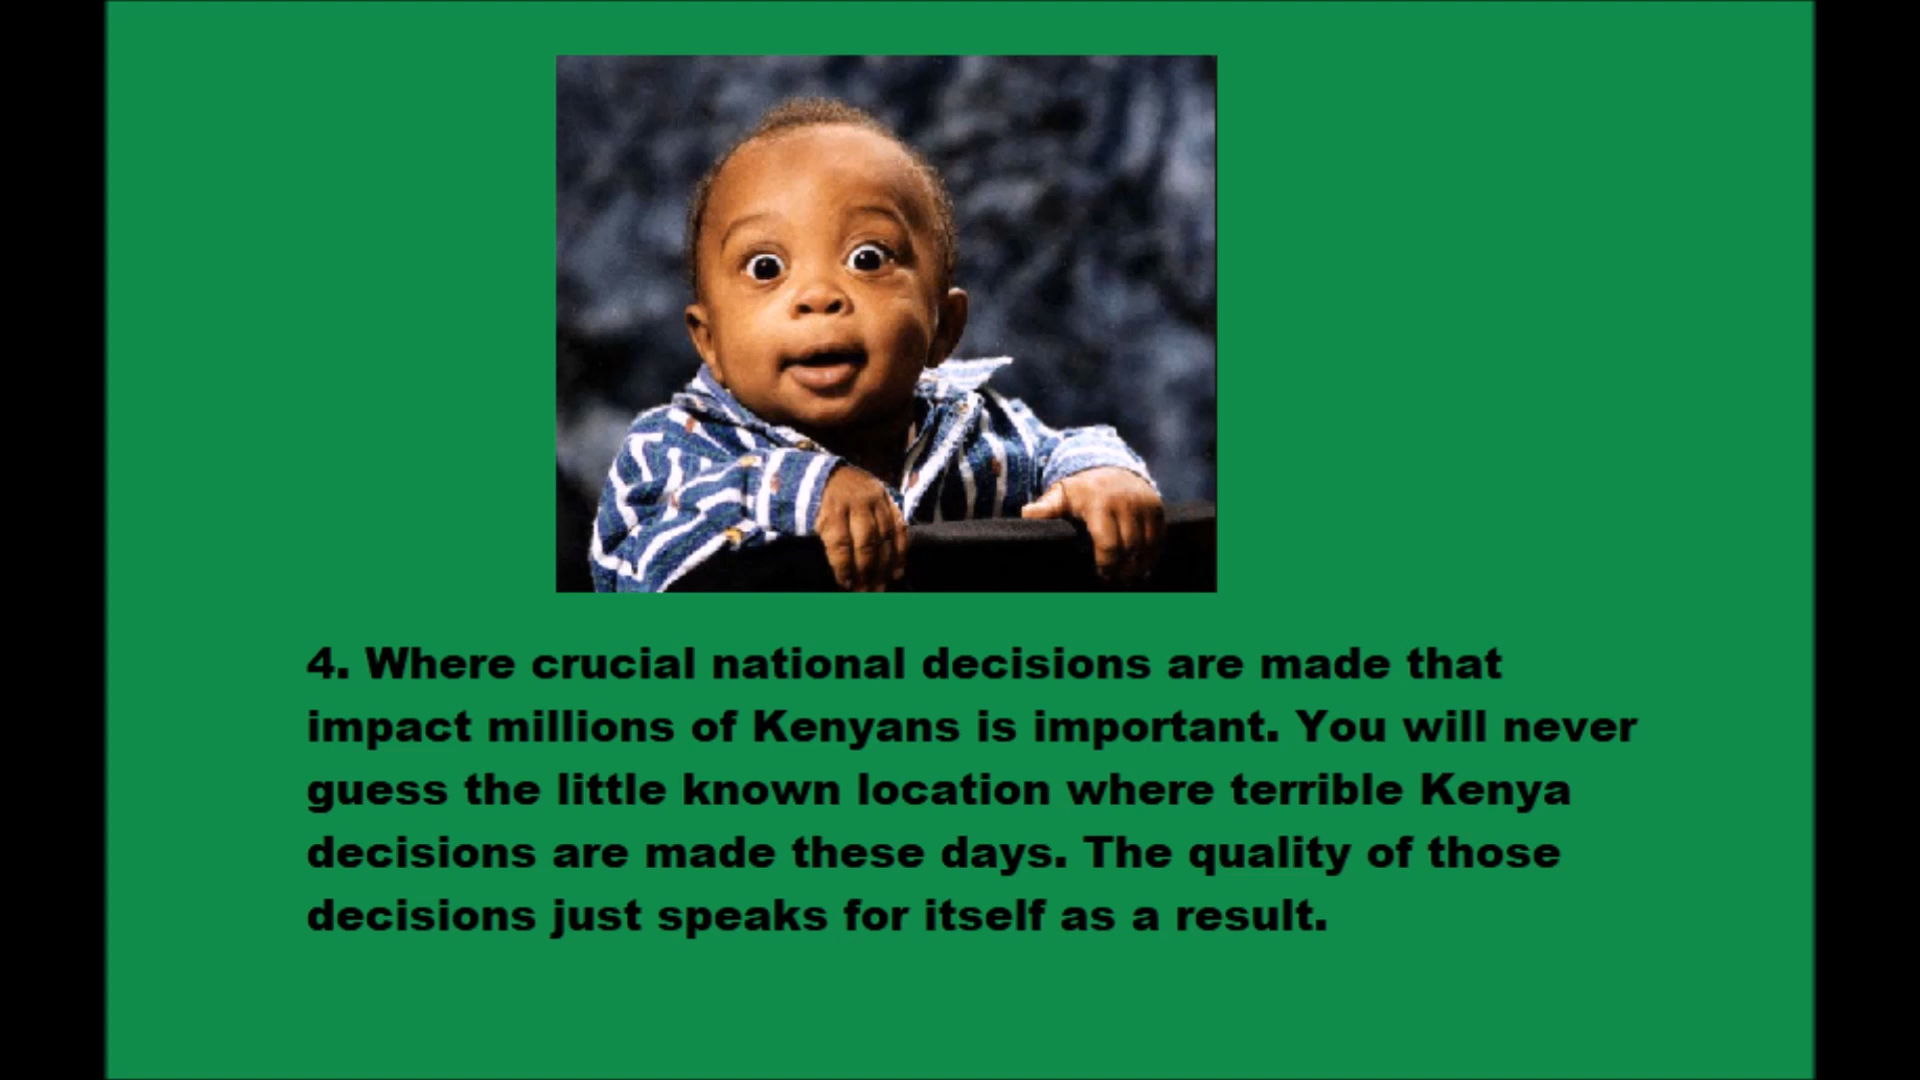 4. Where crucial national decisions are made that
impact millions of Kenyans is important. You will never
guess the little known location where terrible Kenya
decisions are made these days. The quality of those
decisions just speaks for itself as a result.